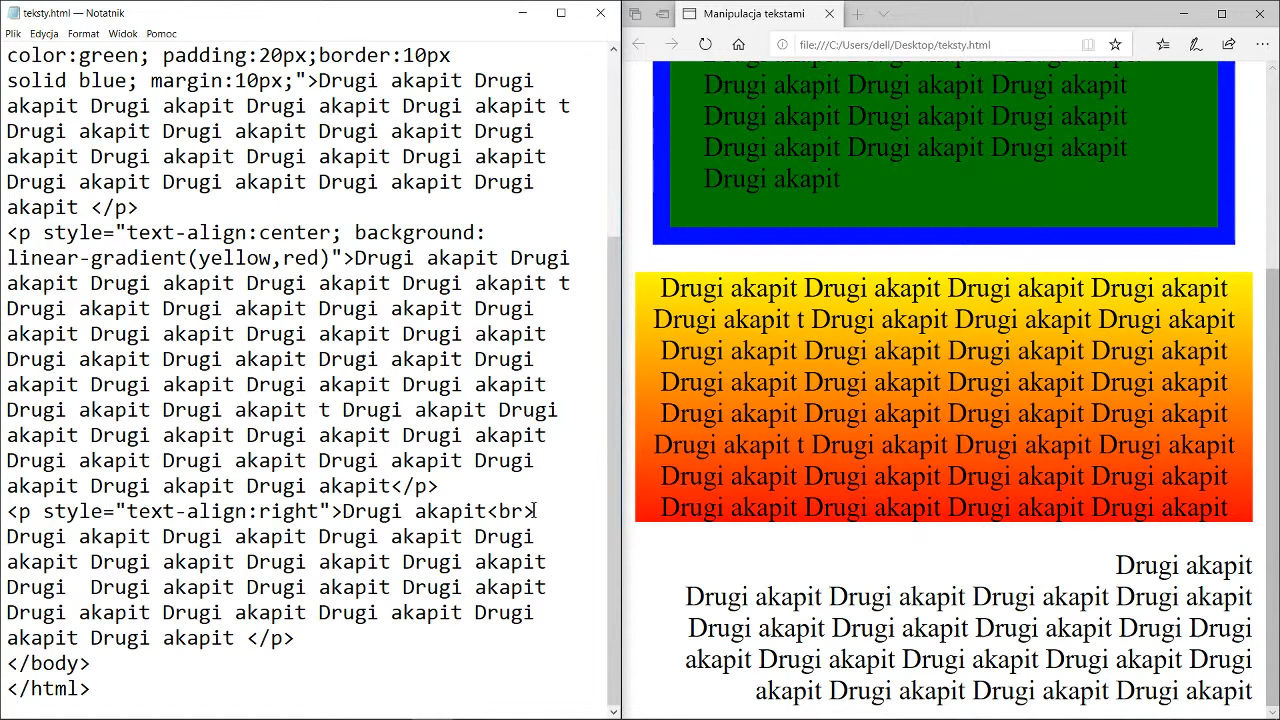 teksty.html — Notatnik
Plik Edycja Format Widok Pomoc
color:green; padding:20px;border:10px
solid blue; margin:10px;">Drugi akapit Drugi
akapit Drugi akapit Drugi akapit Drugi akapit t
Drugi akapit Drugi akapit Drugi akapit Drugi
akapit Drugi akapit Drugi akapit Drugi akapit
Drugi akapit Drugi akapit Drugi akapit Drugi
akapit </p>
<p style="text-align:center; background:
linear-gradient(yellow,red)">Drugi akapit Drugi
akapit Drugi akapit Drugi akapit Drugi akapit t
Drugi akapit Drugi akapit Drugi akapit Drugi
akapit Drugi akapit Drugi akapit Drugi akapit
Drugi akapit Drugi akapit Drugi akapit Drugi
akapit Drugi akapit Drugi akapit Drugi akapit
Drugi akapit Drugi akapit t Drugi akapit Drugi
akapit Drugi akapit Drugi akapit Drugi akapit
Drugi akapit Drugi akapit Drugi akapit Drugi
akapit Drugi akapit Drugi akapit</p>
<p style="text-align:right">Drugi akapit<br>
Drugi akapit Drugi akapit Drugi akapit Drugi
akapit Drugi akapit Drugi akapit Drugi akapit
Drugi  Drugi akapit Drugi akapit Drugi akapit
Drugi akapit Drugi akapit Drugi akapit Drugi
akapit Drugi akapit </p>
</body>
</html>
Manipulacja tekstami
file:///C:/Users/dell/Desktop/teksty.html
Drugi akapit Drugi akapit Drugi akapit
Drugi akapit Drugi akapit Drugi akapit
Drugi akapit Drugi akapit Drugi akapit
Drugi akapit
Drugi akapit Drugi akapit Drugi akapit Drugi akapit
Drugi akapit t Drugi akapit Drugi akapit Drugi akapit
Drugi akapit Drugi akapit Drugi akapit Drugi akapit
Drugi akapit Drugi akapit Drugi akapit Drugi akapit
Drugi akapit Drugi akapit Drugi akapit Drugi akapit
Drugi akapit t Drugi akapit Drugi akapit Drugi akapit
Drugi akapit Drugi akapit Drugi akapit Drugi akapit
Drugi akapit Drugi akapit Drugi akapit Drugi akapit
Drugi akapit
Drugi akapit Drugi akapit Drugi akapit Drugi akapit
Drugi akapit Drugi akapit Drugi akapit Drugi Drugi
akapit Drugi akapit Drugi akapit Drugi akapit Drugi
akapit Drugi akapit Drugi akapit Drugi akapit